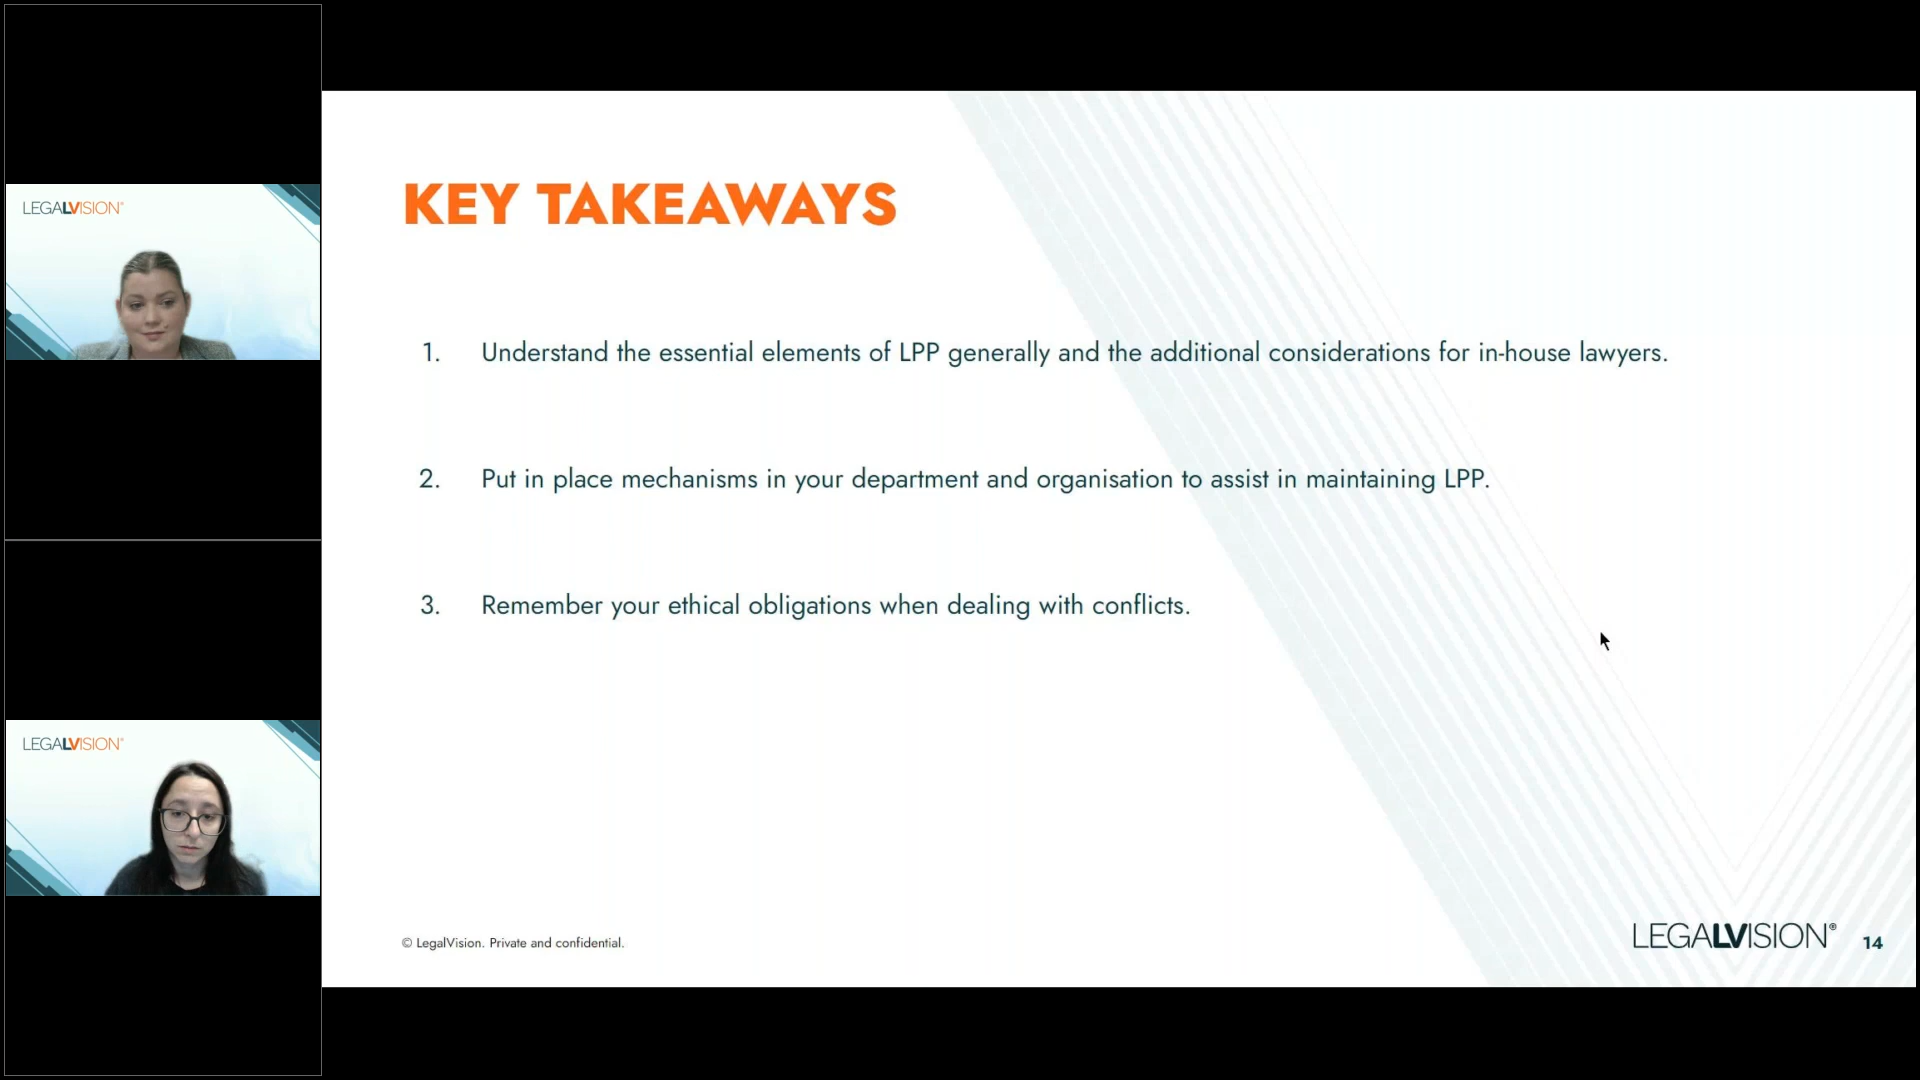 LEGALVISION®
KEY TAKEAWAYS
1. Understand the essential elements of LPP generally and the additional considerations for in-house lawyers.
2. Put in place mechanisms in your department and organisation to assist in maintaining LPP.
3. Remember your ethical obligations when dealing with conflicts.
LEGALVISION®
© LegalVision. Private and confidential.
LEGALVISION®
14